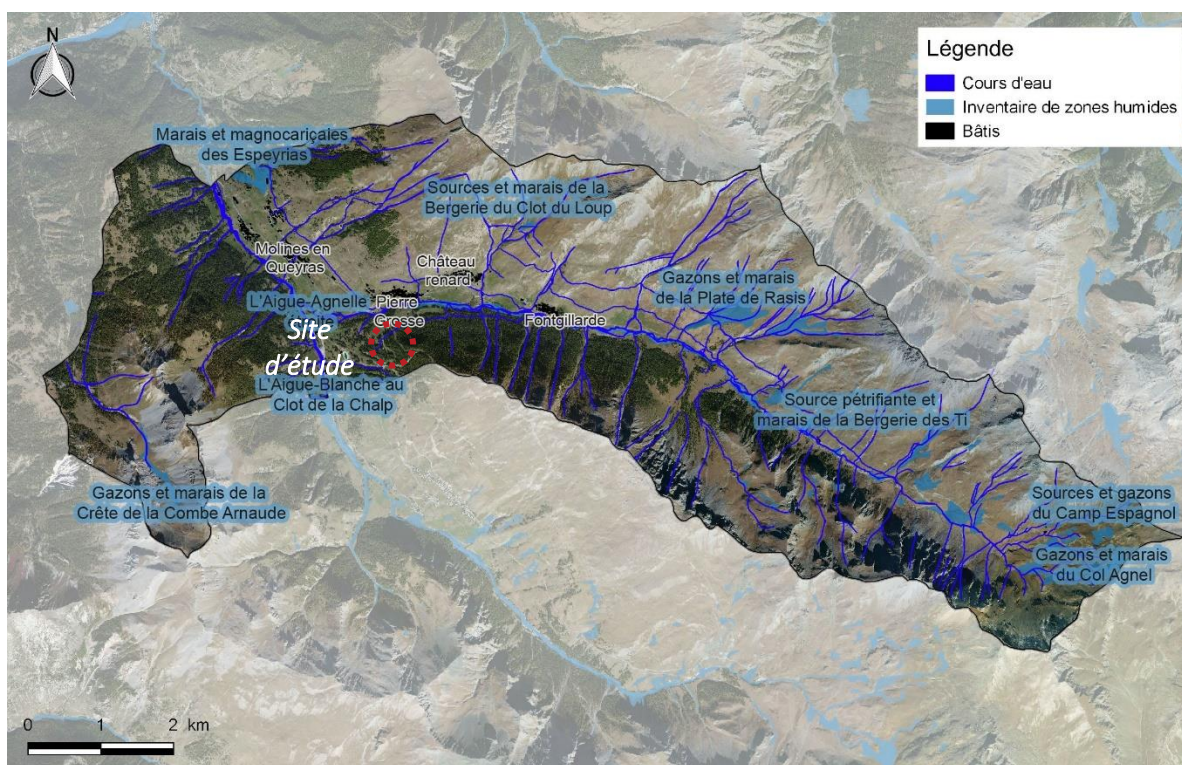 N
Légende
Cours d'eau
Inventaire de zones humides
Bâtis
Marais et magnocariçaies
des Espeyrias
Sources et marais de la
Bergerie du Clot du Loup
Molines en
Queyras
Château
renard
Gazons et marais
de la Plate de Rasis
L'Aigue-Agnelle
Pierre
Grosse
Fontgillarde
Site
d'étude
L'Aigue-Blanche au
Clot de la Chalp
Source pétrifiante et
marais de la Bergerie des Ti
Gazons et marais de la
Crête de la Combe Arnaude
Sources et gazons
du Camp Espagnol
Gazons et marais
du Col Agnel
0 1 2 km